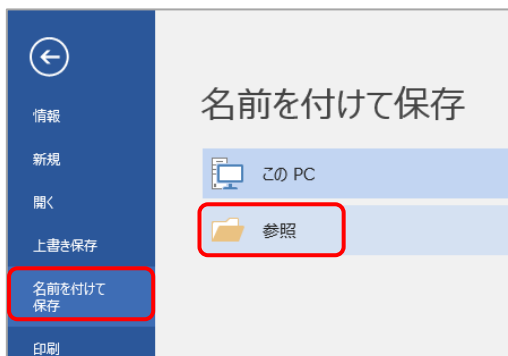 情報
新規
開く
上書き保存
名前を付けて
保存
印刷
名前を付けて保存
この PC
参照